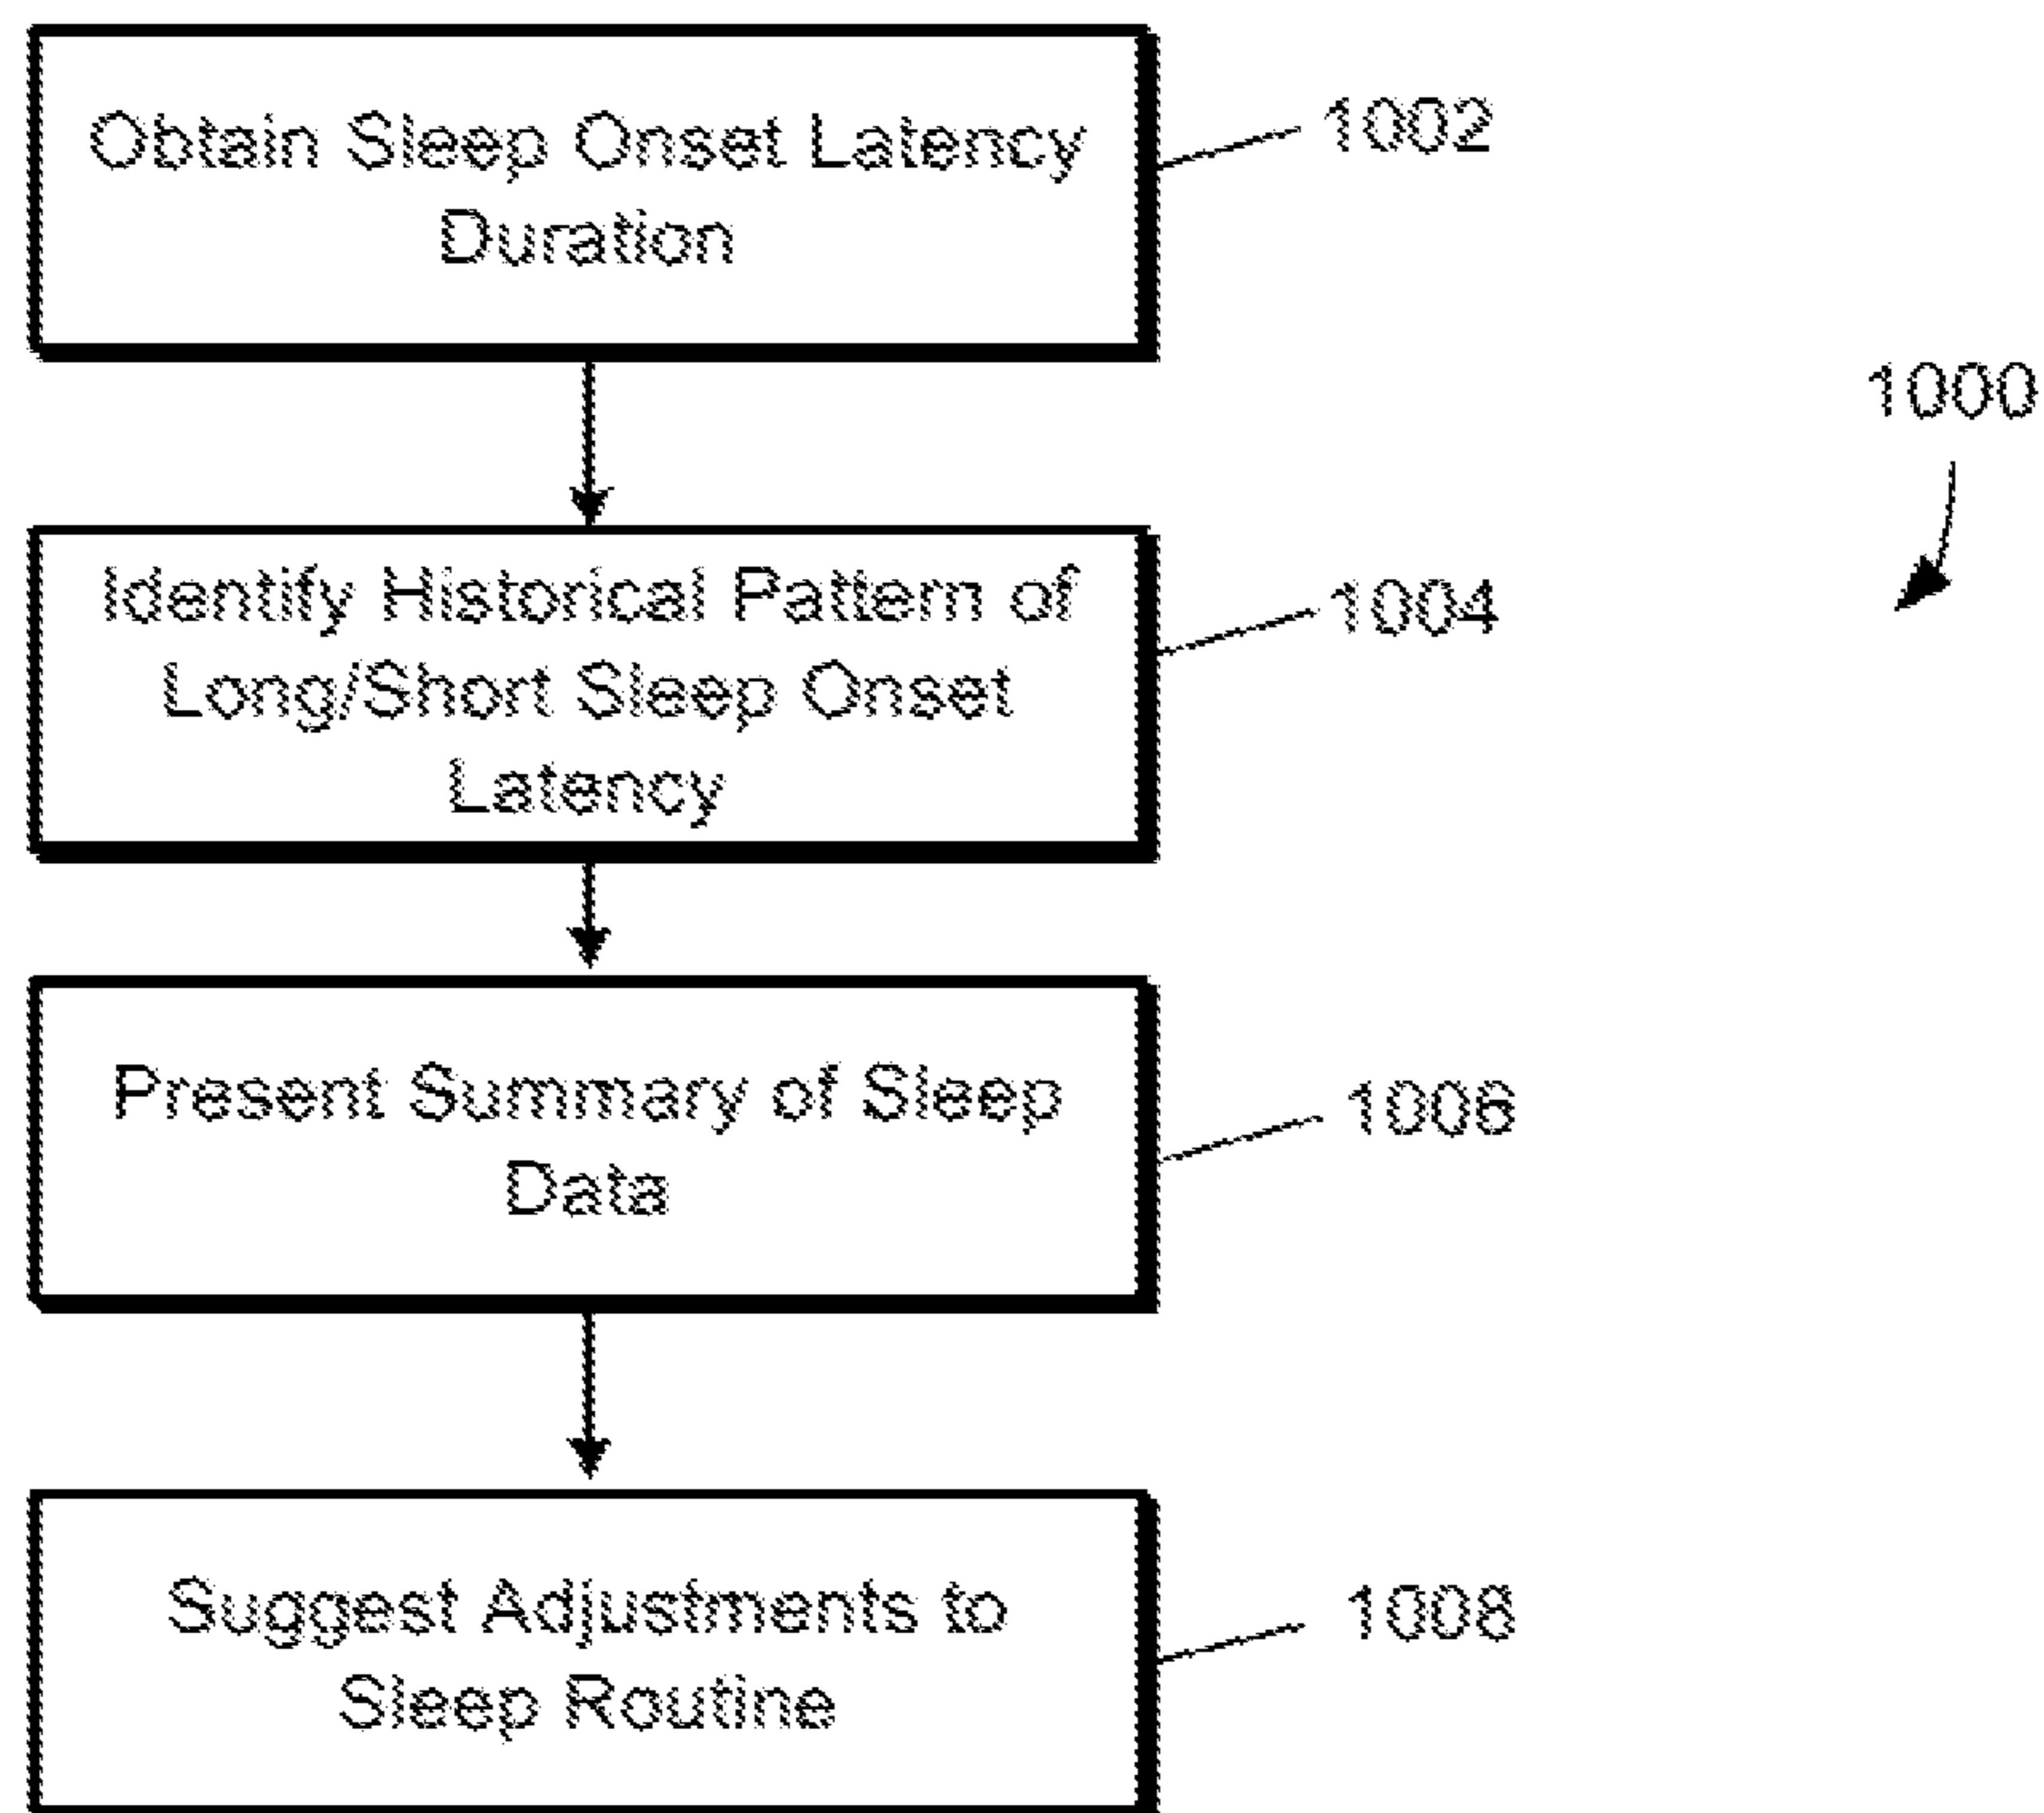 Obtain Sleep Onset Latency
Duration
1002
1000
Identify Historical Pattern of
Long/Short Sleep Onset
Latency
1004
Present Summary of Sleep
Data
1006
Suggest Adjustments to
Sleep Routine
1008